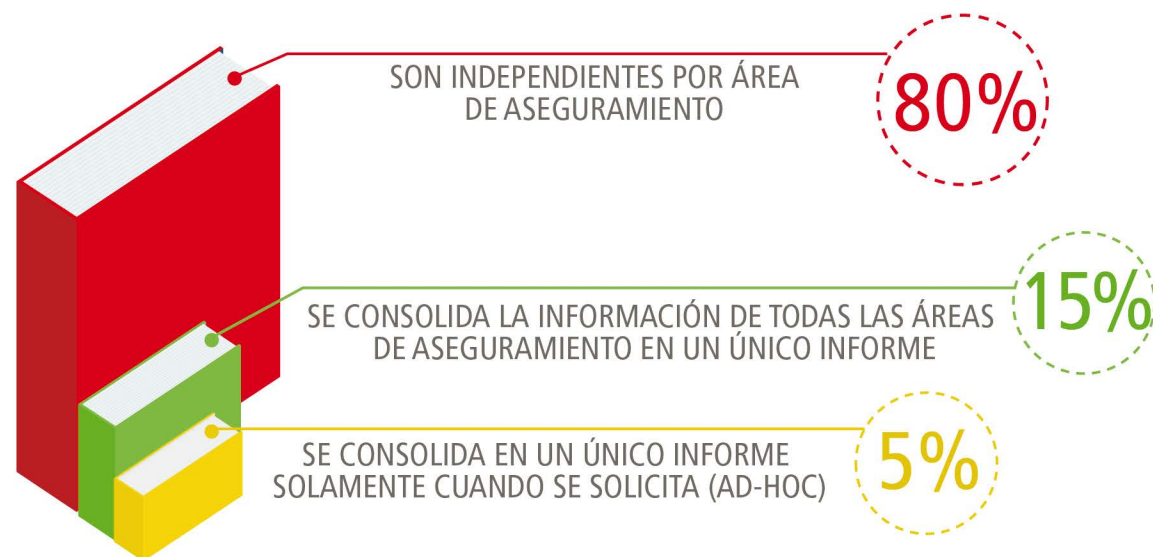 SON INDEPENDIENTES POR ÁREA
DE ASEGURAMIENTO
80%
SE CONSOLIDA LA INFORMACIÓN DE TODAS LAS ÁREAS
DE ASEGURAMIENTO EN UN ÚNICO INFORME
15%
SE CONSOLIDA EN UN ÚNICO INFORME
SOLAMENTE CUANDO SE SOLICITA (AD-HOC)
5%